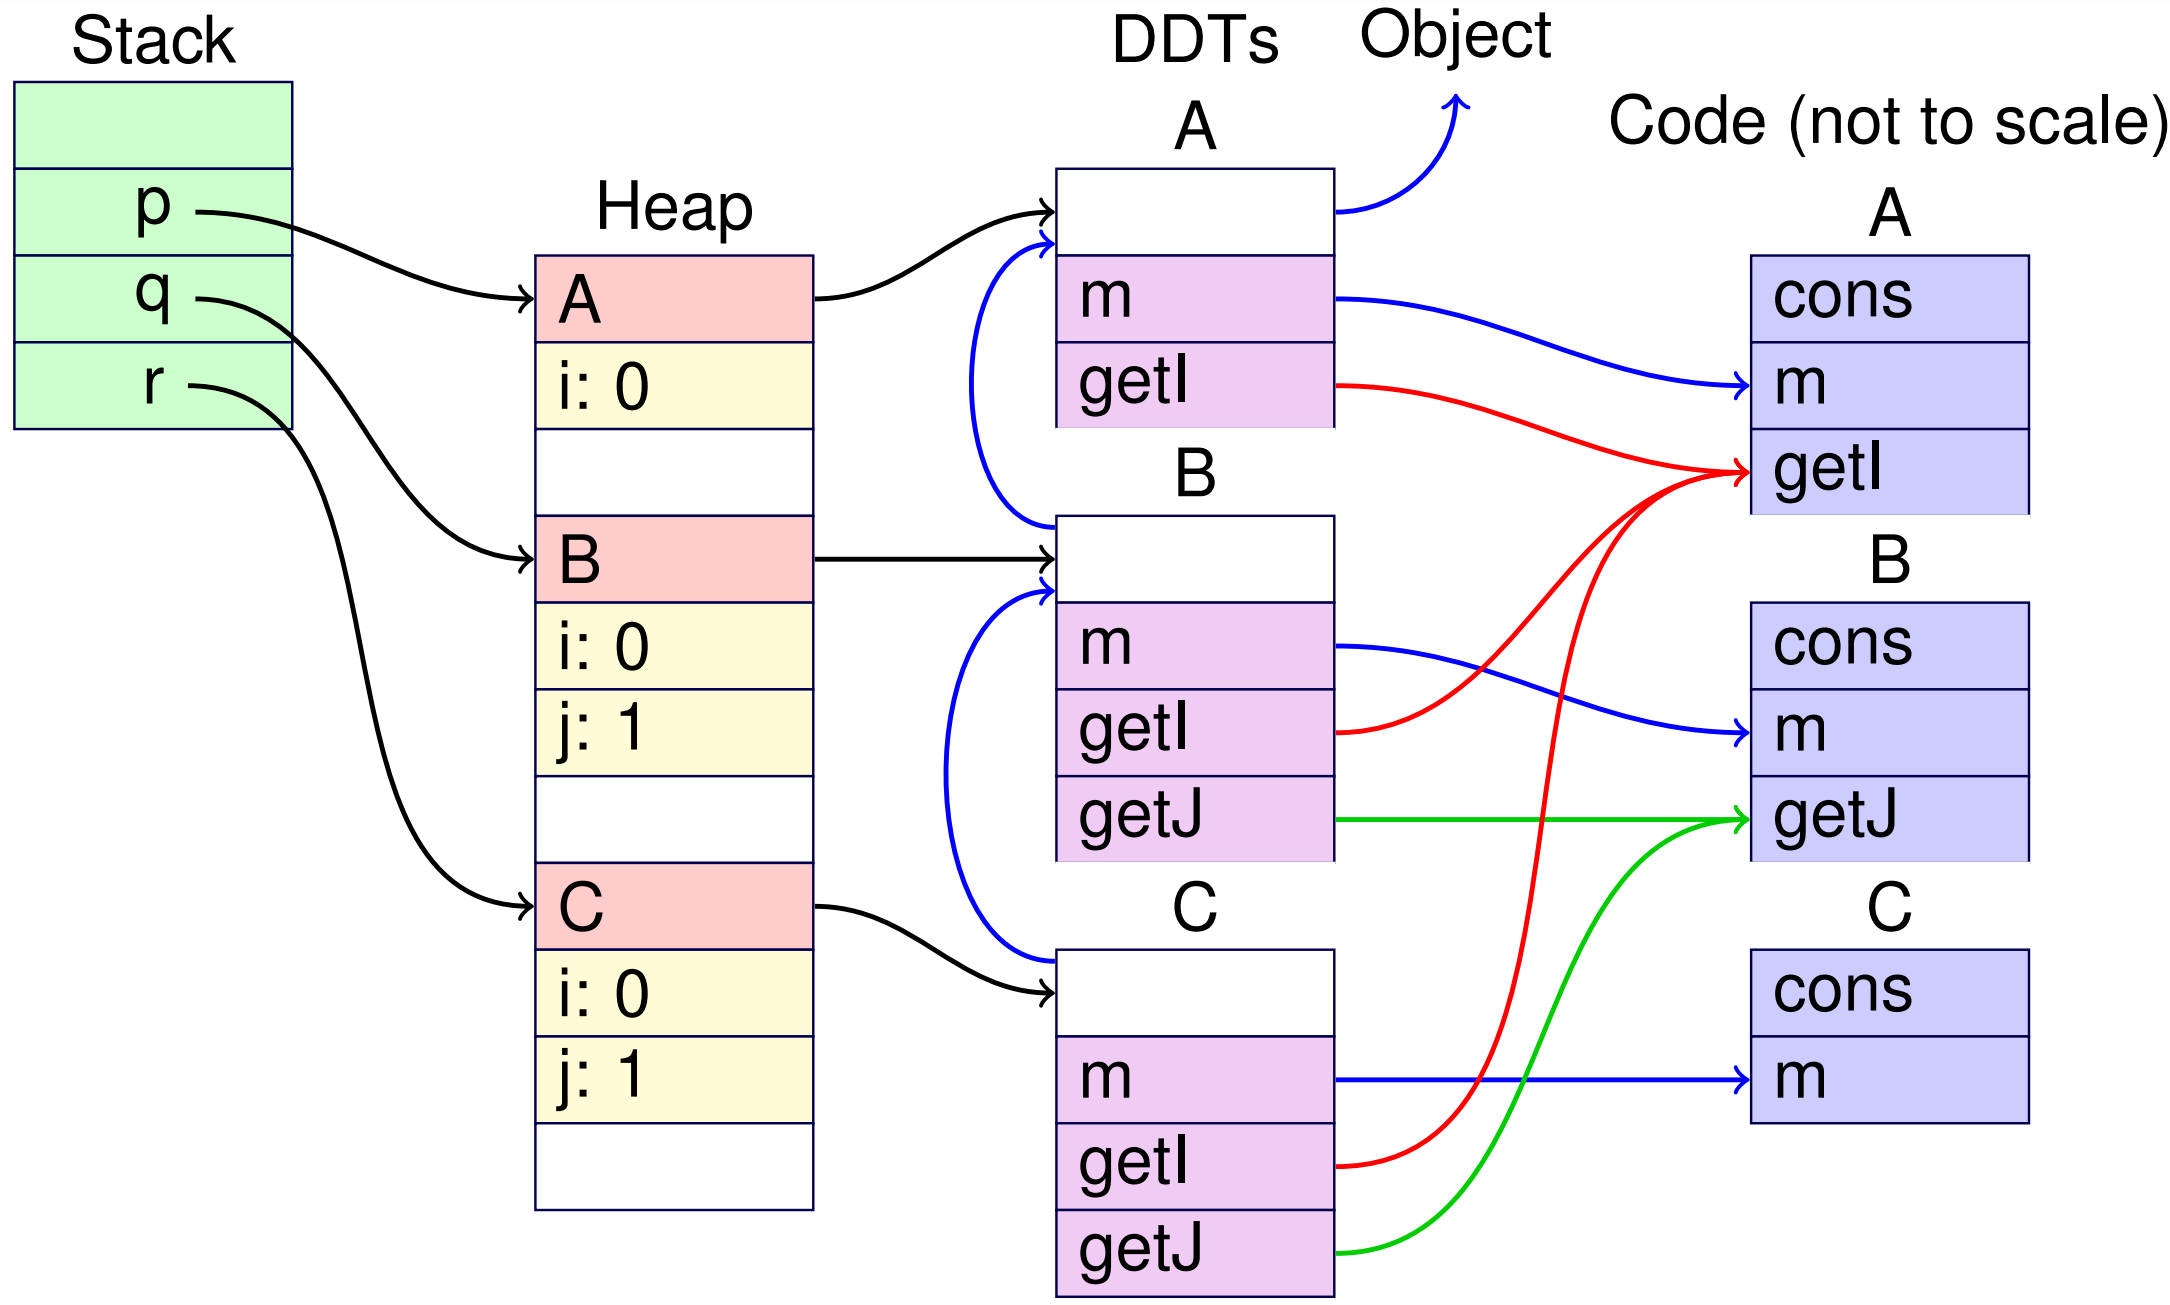 Stack
p
q
r
Heap
A
i: 0
B
i: 0
j: 1
C
i: 0
j: 1
DDTs
A
m
getI
B
m
getI
getJ
C
m
getI
getJ
Object
Code (not to scale)
A
cons
m
getI
B
cons
m
getJ
C
cons
m